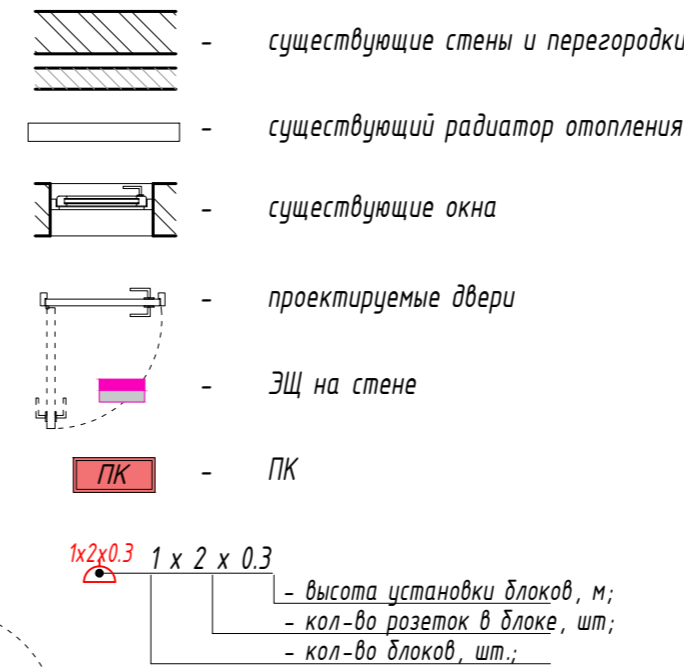 - существующие стены и перегородки
- существующий радиатор отопления
- существующие окна
- проектируемые двери
- ЭЩ на стене
ПК - ПК
1х2х0.3 1 х 2 х 0.3
- высота установки блоков, м;
- кол-во розеток в блоке, шт;
- кол-во блоков, шт.;